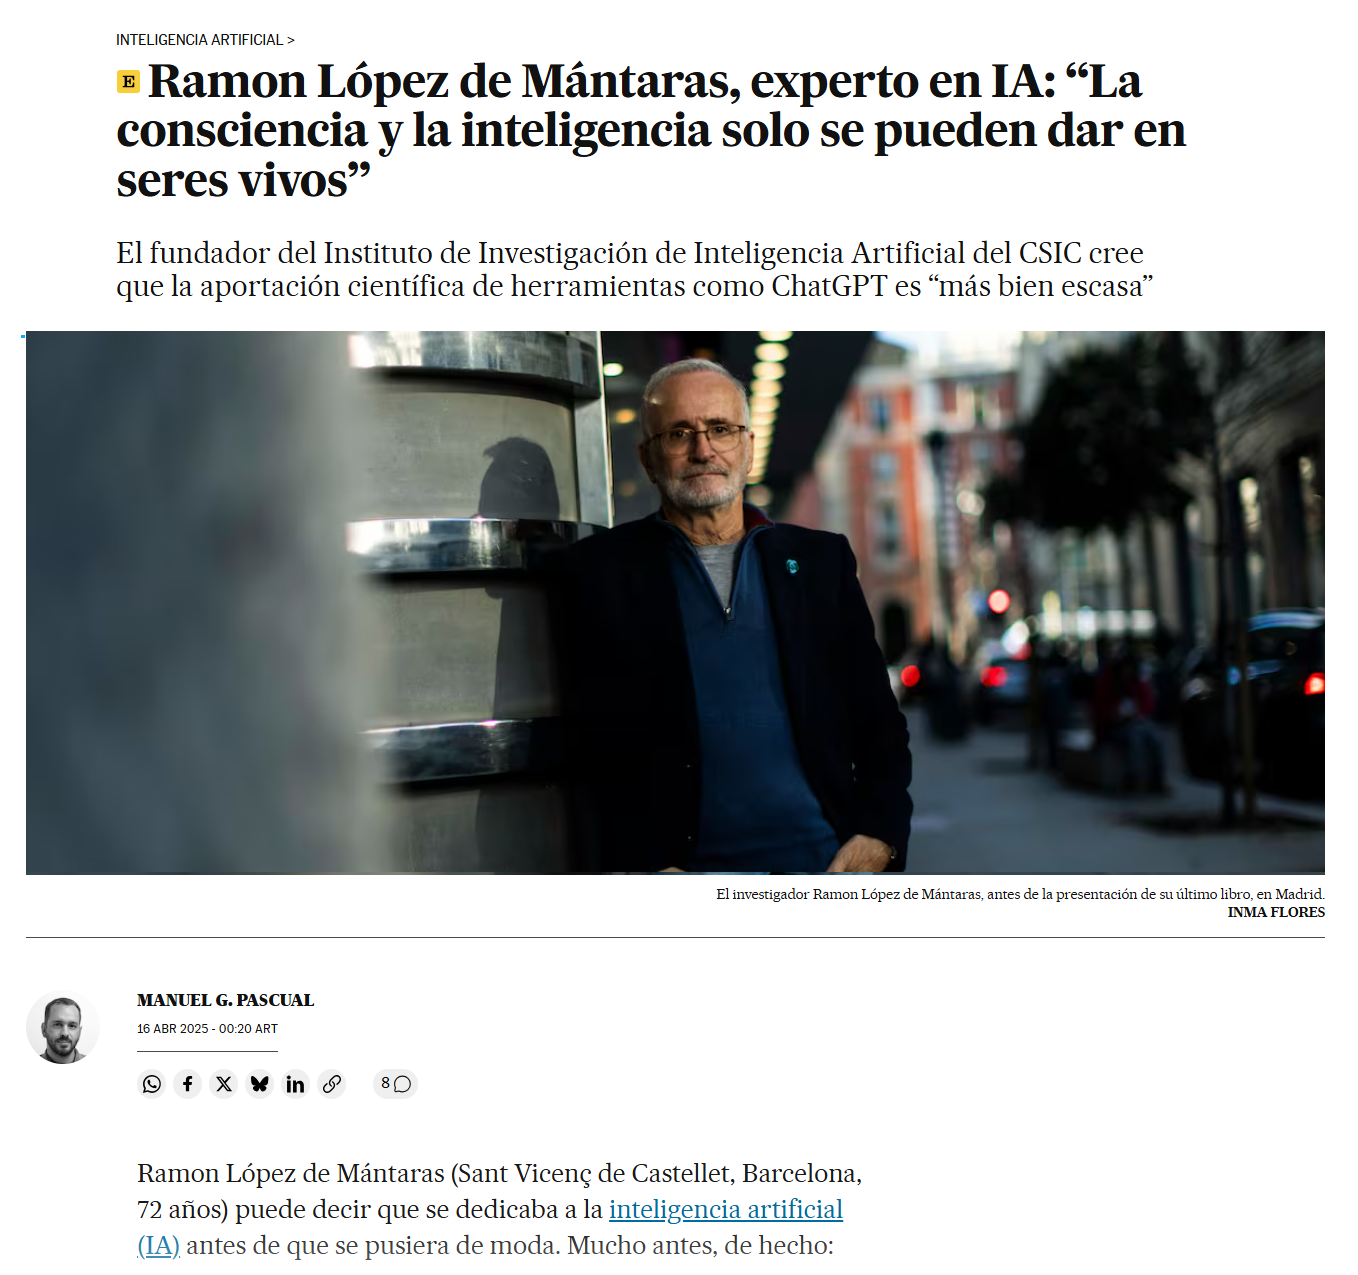 INTELIGENCIA ARTIFICIAL >
E Ramon López de Mántaras, experto en IA: “La
consciencia y la inteligencia solo se pueden dar en
seres vivos”
El fundador del Instituto de Investigación de Inteligencia Artificial del CSIC cree
que la aportación científica de herramientas como ChatGPT es “más bien escasa”
El investigador Ramon López de Mántaras, antes de la presentación de su último libro, en Madrid.
INMA FLORES
MANUEL G. PASCUAL
16 ABR 2025 - 00:20 ART
8
Ramon López de Mántaras (Sant Vicenç de Castellet, Barcelona,
72 años) puede decir que se dedicaba a la inteligencia artificial
(IA) antes de que se pusiera de moda. Mucho antes, de hecho: